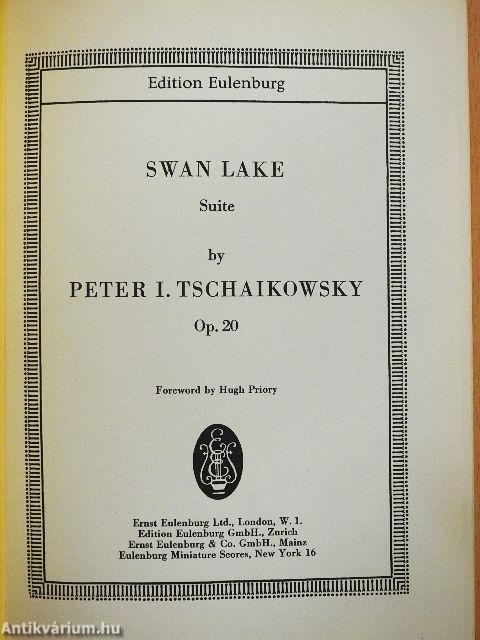 Edition Eulenburg
SWAN LAKE
Suite
by
PETER I. TSCHAIKOWSKY
Op. 20
Foreword by Hugh Priory
Ernst Eulenburg Ltd., London, W. 1.
Edition Eulenburg GmbH., Zurich
Ernst Eulenburg & Co. GmbH., Mainz
Eulenburg Miniature Scores, New York 16
Antikvárium.hu